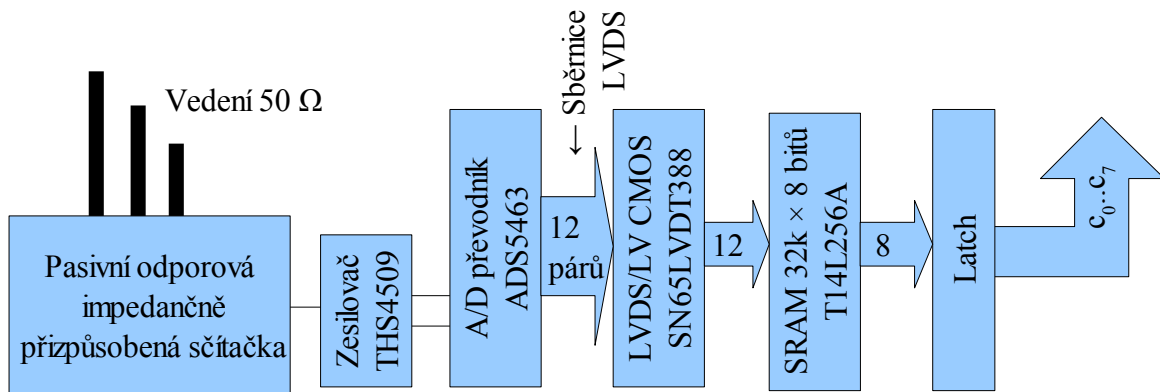 Vedení 50 Ω
← Sběrnice
LVDS
Pasivní odporová
impedančně
přizpůsobená sčítačka
Zesilovač
THS4509
A/D převodník
ADS5463
12
párů
LVDS/LV CMOS
SN65LVDT388
12
SRAM 32k × 8 bitů
T14L256A
8
Latch
c₀..c₇